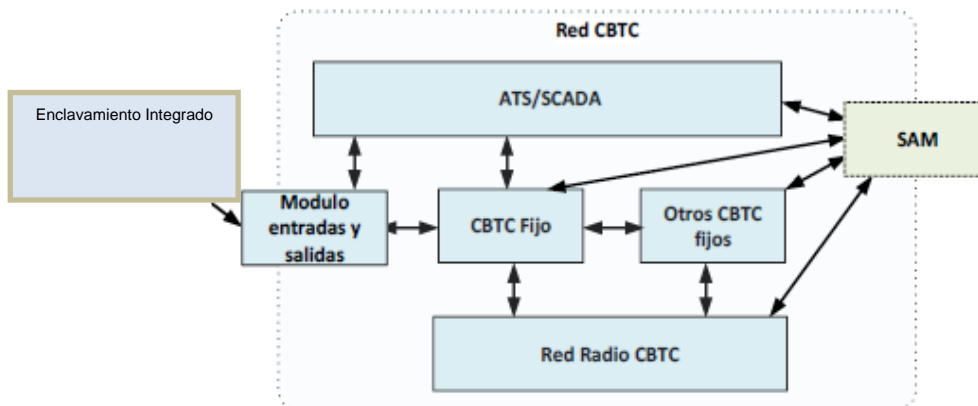 Red CBTC
ATS/SCADA
Enclavamiento Integrado
SAM
Modulo
entradas y
salidas
CBTC Fijo
Otros CBTC
fijos
Red Radio CBTC